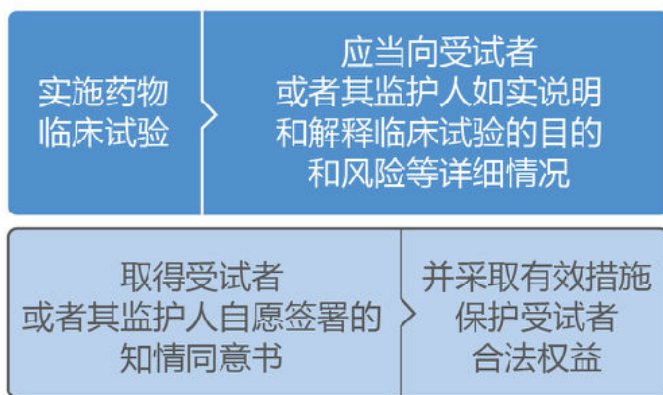 实施药物
临床试验
应当向受试者
或者其监护人如实说明
和解释临床试验的目的
和风险等详细情况
取得受试者
或者其监护人自愿签署的
知情同意书
并采取有效措施
保护受试者
合法权益